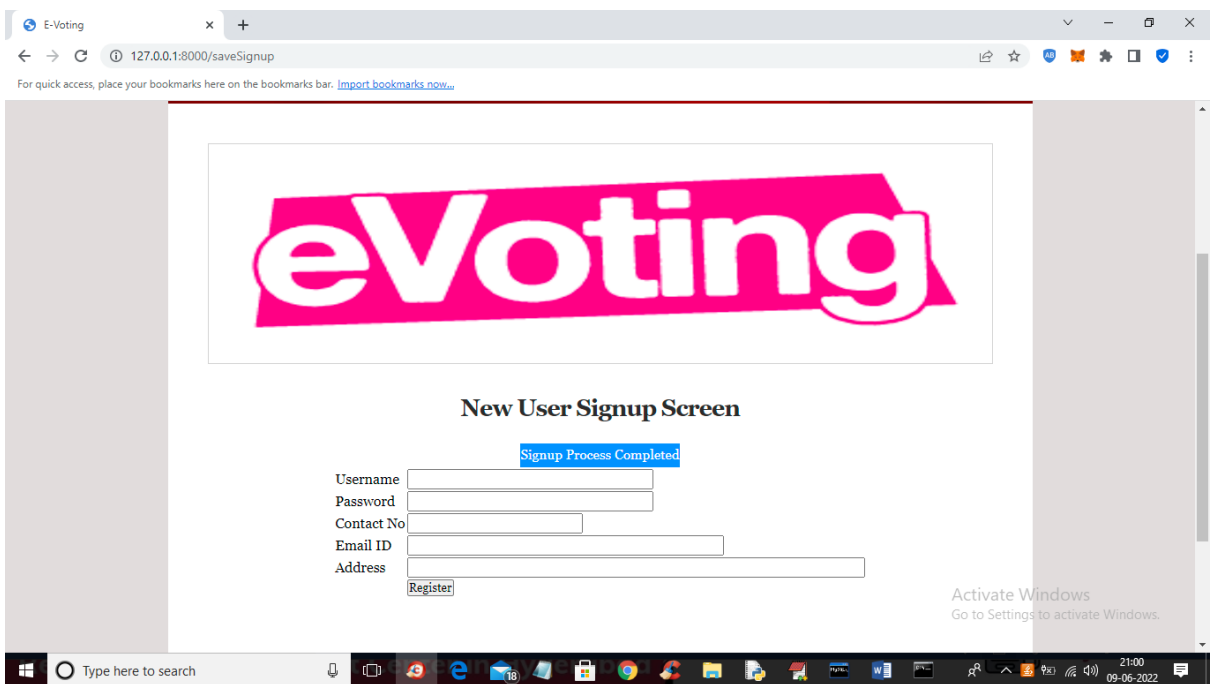 E-Voting
127.0.0.1:8000/saveSignup
AB
For quick access, place your bookmarks here on the bookmarks bar. Import bookmarks now...
eVoting
New User Signup Screen
Signup Process Completed
Username
Password
Contact No
Email ID
Address
Register
Activate Windows
Go to Settings to activate Windows.
Type here to search
18
21:00
09-06-2022